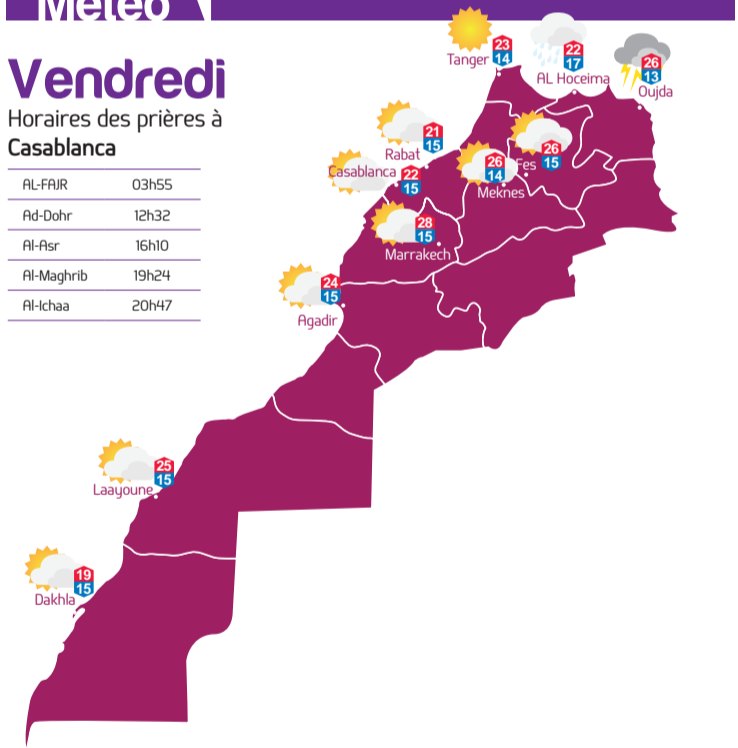 Météo
Vendredi
Horaires des prières à
Casablanca
AL-FAJR 03h55
Ad-Dohr 12h32
Al-Asr 16h10
Al-Maghrib 19h24
Al-Ichaa 20h47
23
14
Tanger
22
17
AL Hoceima
26
13
Oujda
21
15
Rabat
Casablanca
22
15
26
14
Meknes
Fes
26
15
28
15
Marrakech
24
15
Agadir
25
15
Laayoune
19
15
Dakhla